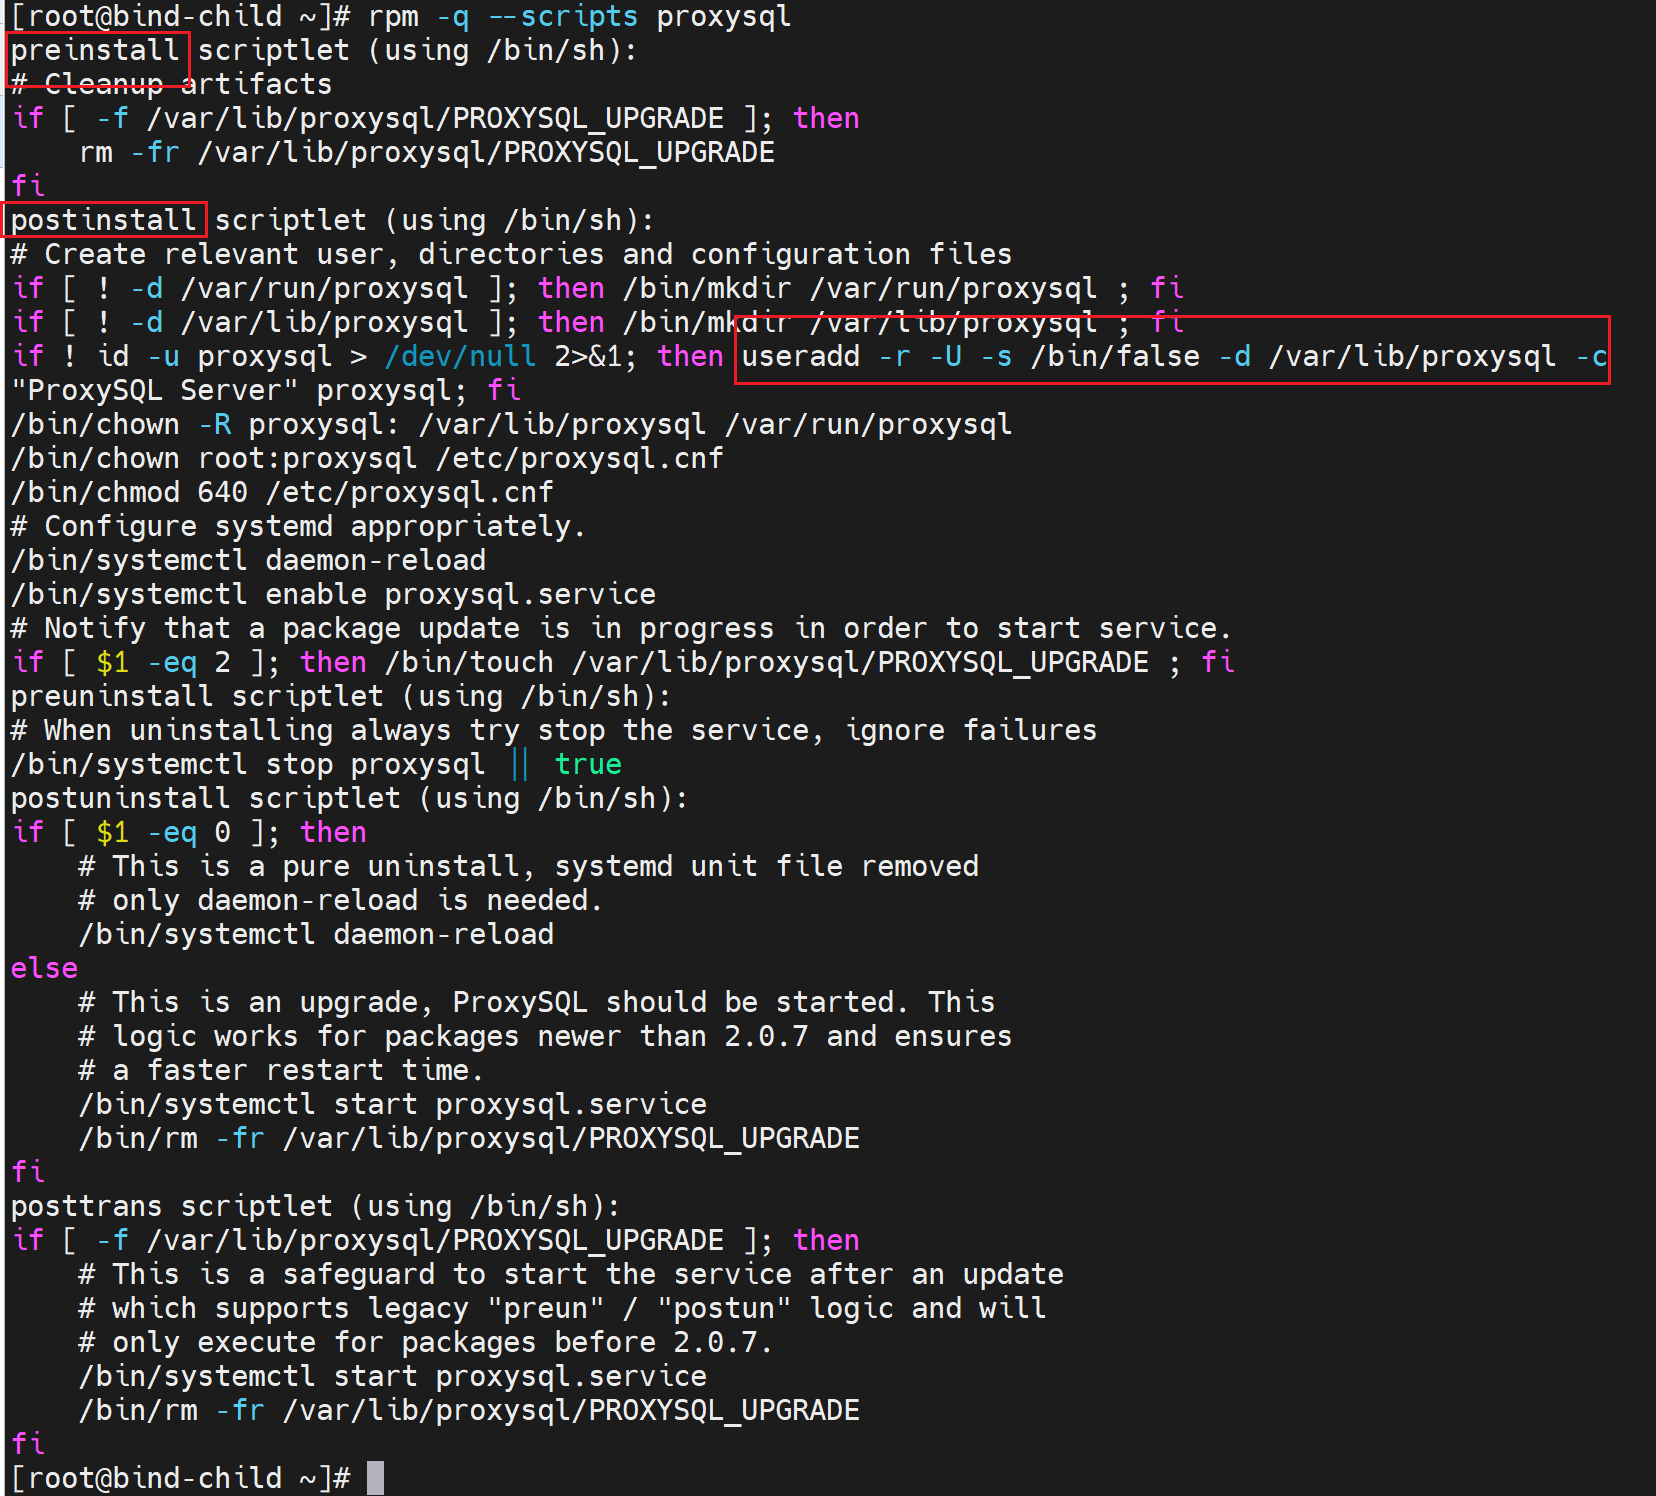 [root@bind-child ~]# rpm -q --scripts proxysql
preinstall scriptlet (using /bin/sh):
# Cleanup artifacts
if [ -f /var/lib/proxysql/PROXYSQL_UPGRADE ]; then
    rm -fr /var/lib/proxysql/PROXYSQL_UPGRADE
fi
postinstall scriptlet (using /bin/sh):
# Create relevant user, directories and configuration files
if [ ! -d /var/run/proxysql ]; then /bin/mkdir /var/run/proxysql ; fi
if [ ! -d /var/lib/proxysql ]; then /bin/mkdir /var/lib/proxysql ; fi
if ! id -u proxysql > /dev/null 2>&1; then useradd -r -U -s /bin/false -d /var/lib/proxysql -c
"ProxySQL Server" proxysql; fi
/bin/chown -R proxysql: /var/lib/proxysql /var/run/proxysql
/bin/chown root:proxysql /etc/proxysql.cnf
/bin/chmod 640 /etc/proxysql.cnf
# Configure systemd appropriately.
/bin/systemctl daemon-reload
/bin/systemctl enable proxysql.service
# Notify that a package update is in progress in order to start service.
if [ $1 -eq 2 ]; then /bin/touch /var/lib/proxysql/PROXYSQL_UPGRADE ; fi
preuninstall scriptlet (using /bin/sh):
# When uninstalling always try stop the service, ignore failures
/bin/systemctl stop proxysql || true
postuninstall scriptlet (using /bin/sh):
if [ $1 -eq 0 ]; then
    # This is a pure uninstall, systemd unit file removed
    # only daemon-reload is needed.
    /bin/systemctl daemon-reload
else
    # This is an upgrade, ProxySQL should be started. This
    # logic works for packages newer than 2.0.7 and ensures
    # a faster restart time.
    /bin/systemctl start proxysql.service
    /bin/rm -fr /var/lib/proxysql/PROXYSQL_UPGRADE
fi
posttrans scriptlet (using /bin/sh):
if [ -f /var/lib/proxysql/PROXYSQL_UPGRADE ]; then
    # This is a safeguard to start the service after an update
    # which supports legacy "preun" / "postun" logic and will
    # only execute for packages before 2.0.7.
    /bin/systemctl start proxysql.service
    /bin/rm -fr /var/lib/proxysql/PROXYSQL_UPGRADE
fi
[root@bind-child ~]#